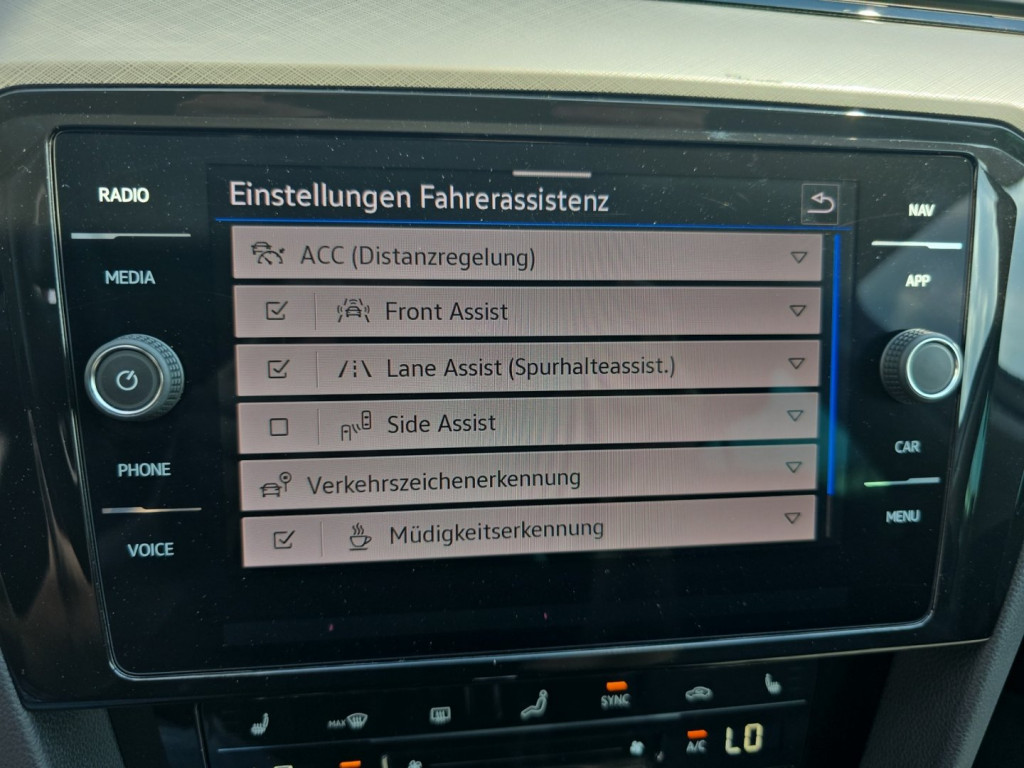 RADIO
MEDIA
PHONE
VOICE
Einstellungen Fahrerassistenz
ACC (Distanzregelung)
Front Assist
Lane Assist (Spurhalteassist.)
Side Assist
Verkehrszeichenerkennung
Müdigkeitserkennung
NAV
APP
CAR
MENU
MAX
SYNC
A/C
LO